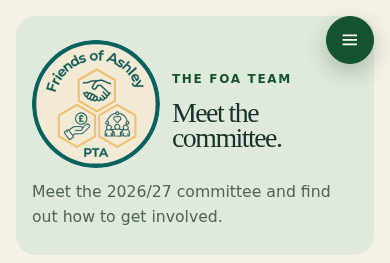 Friends of Ashley
£
PTA
THE FOA TEAM
Meet the
committee.
Meet the 2026/27 committee and find
out how to get involved.